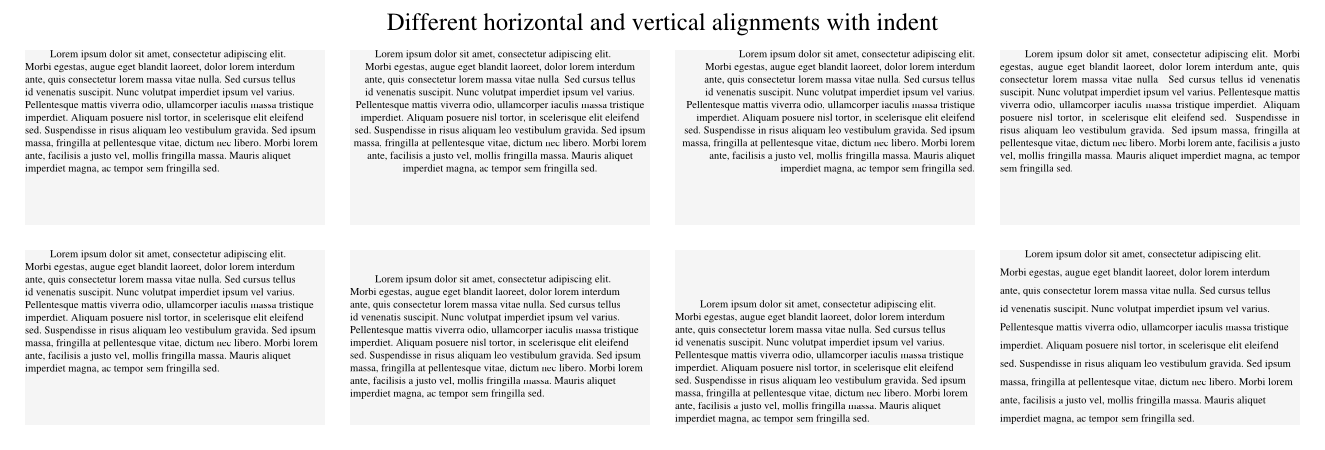 Different horizontal and vertical alignments with indent
Lorem ipsum dolor sit amet, consectetur adipiscing elit.
Morbi egestas, augue eget blandit laoreet, dolor lorem interdum
ante, quis consectetur lorem massa vitae nulla. Sed cursus tellus
id venenatis suscipit. Nunc volutpat imperdiet ipsum vel varius.
Pellentesque mattis viverra odio, ullamcorper iaculis massa tristique
imperdiet. Aliquam posuere nisl tortor, in scelerisque elit eleifend
sed. Suspendisse in risus aliquam leo vestibulum gravida. Sed ipsum
massa, fringilla at pellentesque vitae, dictum nec libero. Morbi lorem
ante, facilisis a justo vel, mollis fringilla massa. Mauris aliquet
imperdiet magna, ac tempor sem fringilla sed.
Lorem ipsum dolor sit amet, consectetur adipiscing elit.
Morbi egestas, augue eget blandit laoreet, dolor lorem interdum
ante, quis consectetur lorem massa vitae nulla  Sed cursus tellus
id venenatis suscipit. Nunc volutpat imperdiet ipsum vel varius.
Pellentesque mattis viverra odio, ullamcorper iaculis massa tristique
imperdiet. Aliquam posuere nisl tortor, in scelerisque elit eleifend
sed. Suspendisse in risus aliquam leo vestibulum gravida. Sed ipsum
massa, fringilla at pellentesque vitae, dictum nec libero. Morbi lorem
ante, facilisis a justo vel, mollis fringilla massa. Mauris aliquet
imperdiet magna, ac tempor sem fringilla sed.
Lorem ipsum dolor sit amet, consectetur adipiscing elit.
Morbi egestas, augue eget blandit laoreet, dolor lorem interdum
ante, quis consectetur lorem massa vitae nulla. Sed cursus tellus
id venenatis suscipit. Nunc volutpat imperdiet ipsum vel varius.
Pellentesque mattis viverra odio, ullamcorper iaculis massa tristique
imperdiet. Aliquam posuere nisl tortor, in scelerisque elit eleifend
sed. Suspendisse in risus aliquam leo vestibulum gravida. Sed ipsum
massa, fringilla at pellentesque vitae, dictum nec libero. Morbi lorem
ante, facilisis a justo vel, mollis fringilla massa. Mauris aliquet
imperdiet magna, ac tempor sem fringilla sed.
Lorem ipsum dolor sit amet, consectetur adipiscing elit. Morbi
egestas, augue eget blandit laoreet, dolor lorem interdum ante, quis
consectetur lorem massa vitae nulla  Sed cursus tellus id venenatis
suscipit. Nunc volutpat imperdiet ipsum vel varius. Pellentesque mattis
viverra odio, ullamcorper iaculis massa tristique imperdiet. Aliquam
posuere nisl tortor, in scelerisque elit eleifend sed. Suspendisse in
risus aliquam leo vestibulum gravida. Sed ipsum massa, fringilla at
pellentesque vitae, dictum nec libero. Morbi lorem ante, facilisis a justo
vel, mollis fringilla massa. Mauris aliquet imperdiet magna, ac tempor
sem fringilla sed.
Lorem ipsum dolor sit amet, consectetur adipiscing elit.
Morbi egestas, augue eget blandit laoreet, dolor lorem interdum
ante, quis consectetur lorem massa vitae nulla. Sed cursus tellus
id venenatis suscipit. Nunc volutpat imperdiet ipsum vel varius.
Pellentesque mattis viverra odio, ullamcorper iaculis massa tristique
imperdiet. Aliquam posuere nisl tortor, in scelerisque elit eleifend
sed. Suspendisse in risus aliquam leo vestibulum gravida. Sed ipsum
massa, fringilla at pellentesque vitae, dictum nec libero. Morbi lorem
ante, facilisis a justo vel, mollis fringilla massa. Mauris aliquet
imperdiet magna, ac tempor sem fringilla sed.
Lorem ipsum dolor sit amet, consectetur adipiscing elit.
Morbi egestas, augue eget blandit laoreet, dolor lorem interdum
ante, quis consectetur lorem massa vitae nulla. Sed cursus tellus
id venenatis suscipit. Nunc volutpat imperdiet ipsum vel varius.
Pellentesque mattis viverra odio, ullamcorper iaculis massa tristique
imperdiet. Aliquam posuere nisl tortor, in scelerisque elit eleifend
sed. Suspendisse in risus aliquam leo vestibulum gravida. Sed ipsum
massa, fringilla at pellentesque vitae, dictum nec libero. Morbi lorem
ante, facilisis a justo vel, mollis fringilla massa. Mauris aliquet
imperdiet magna, ac tempor sem fringilla sed.
Lorem ipsum dolor sit amet, consectetur adipiscing elit.
Morbi egestas, augue eget blandit laoreet, dolor lorem interdum
ante, quis consectetur lorem massa vitae nulla. Sed cursus tellus
id venenatis suscipit. Nunc volutpat imperdiet ipsum vel varius.
Pellentesque mattis viverra odio, ullamcorper iaculis massa tristique
imperdiet. Aliquam posuere nisl tortor, in scelerisque elit eleifend
sed. Suspendisse in risus aliquam leo vestibulum gravida. Sed ipsum
massa, fringilla at pellentesque vitae, dictum nec libero. Morbi lorem
ante, facilisis a justo vel, mollis fringilla massa. Mauris aliquet
imperdiet magna, ac tempor sem fringilla sed.
Lorem ipsum dolor sit amet, consectetur adipiscing elit.
Morbi egestas, augue eget blandit laoreet, dolor lorem interdum
ante, quis consectetur lorem massa vitae nulla. Sed cursus tellus
id venenatis suscipit. Nunc volutpat imperdiet ipsum vel varius.
Pellentesque mattis viverra odio, ullamcorper iaculis massa tristique
imperdiet. Aliquam posuere nisl tortor, in scelerisque elit eleifend
sed. Suspendisse in risus aliquam leo vestibulum gravida. Sed ipsum
massa, fringilla at pellentesque vitae, dictum nec libero. Morbi lorem
ante, facilisis a justo vel, mollis fringilla massa. Mauris aliquet
imperdiet magna, ac tempor sem fringilla sed.